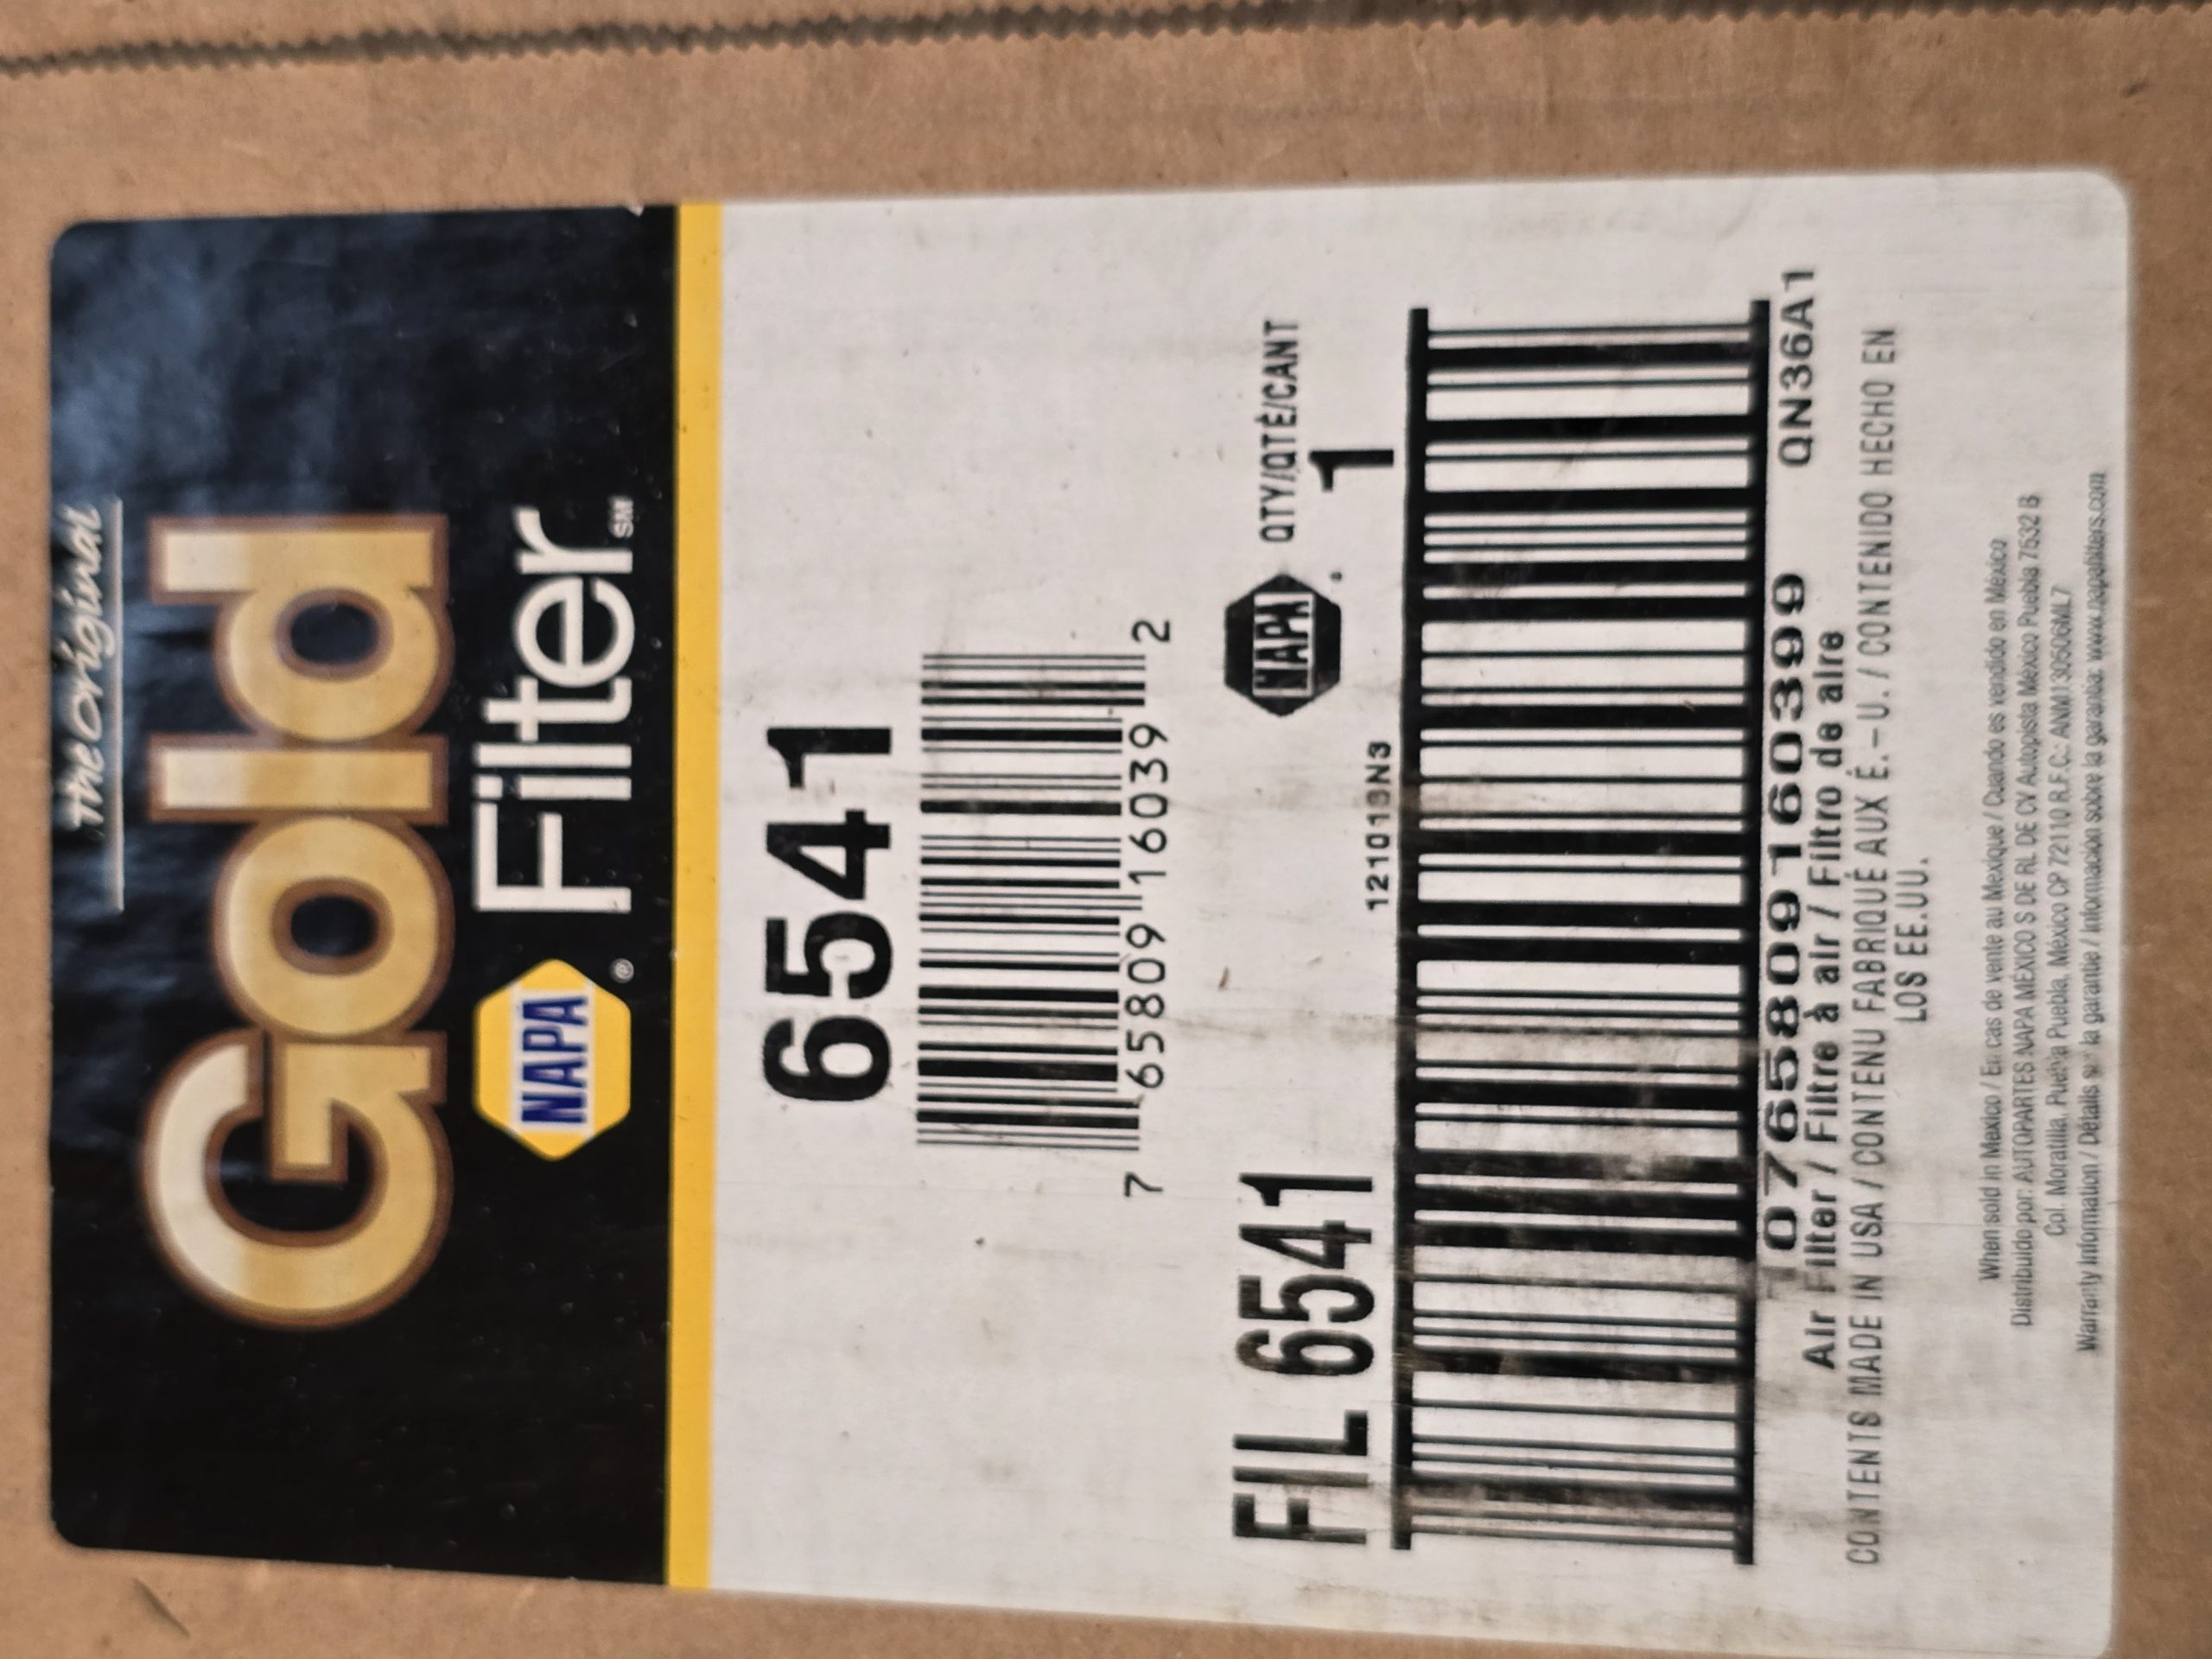 The original
Gold
NAPA® Filter SM
6541
7 65809 16039 2
FIL 6541 121013N3 NAPA QTY/QTÉ/CANT
1
10765809160399 QN36A1
Air Filter / Filtre à air / Filtro de aire
CONTENTS MADE IN USA / CONTENU FABRIQUÉ AUX É.-U. / CONTENIDO HECHO EN
LOS EE.UU.
When sold in Mexico / En cas de vente au Mexique / Cuando es vendido en México
Distribuido por: AUTOPARTES NAPA MÉXICO S DE RL DE CV Autopista México Puebla 7532 B
Col. Moratilla, Puebla Puebla, México CP 72110 R.F.C.: ANM130506ML7
Warranty Information / Détails sur la garantie / Información sobre la garantía: www.napafilters.com